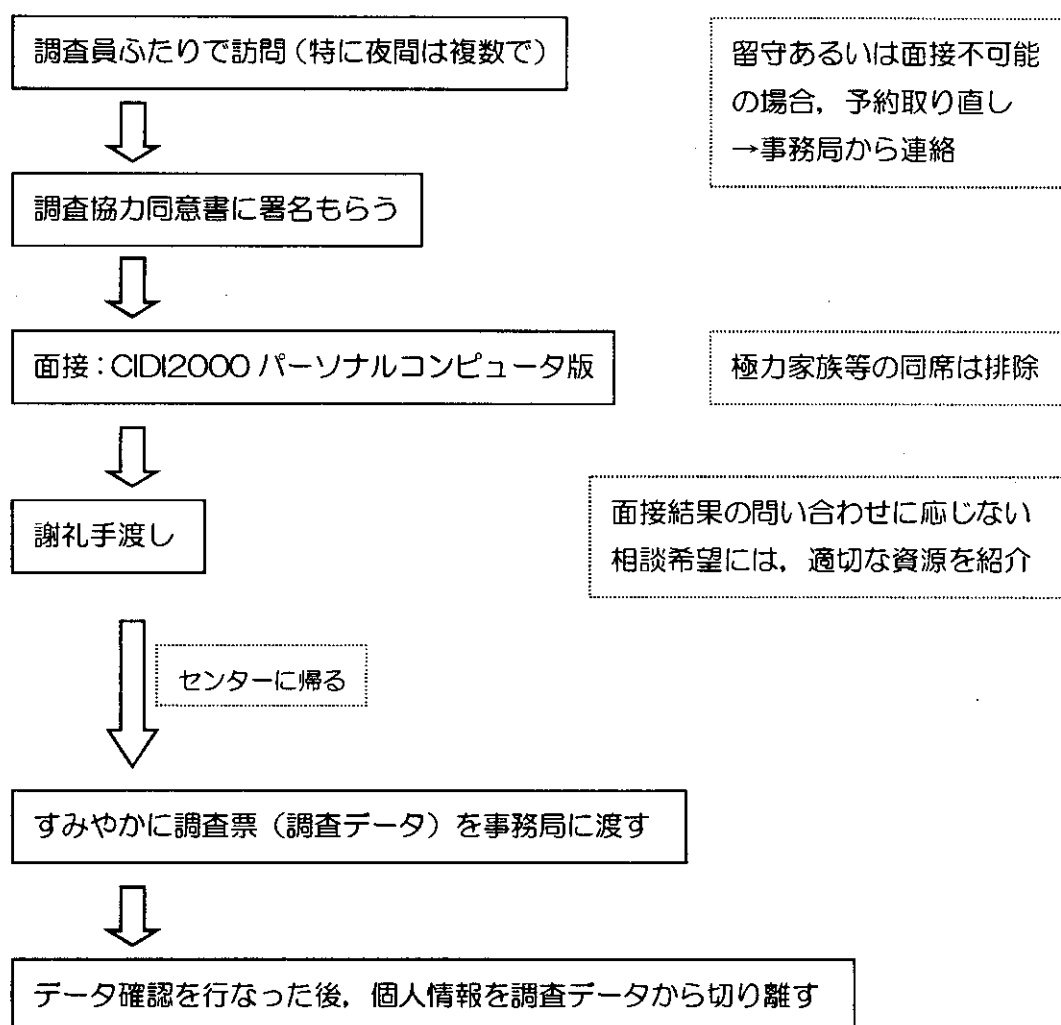 調査員ふたりで訪問（特に夜間は複数で）
留守あるいは面接不可能
の場合，予約取り直し
→事務局から連絡
調査協力同意書に署名もらう
面接：CIDI2000 パーソナルコンピュータ版
極力家族等の同席は排除
謝礼手渡し
面接結果の問い合わせに応じない
相談希望には，適切な資源を紹介
センターに帰る
すみやかに調査票（調査データ）を事務局に渡す
データ確認を行なった後，個人情報を調査データから切り離す